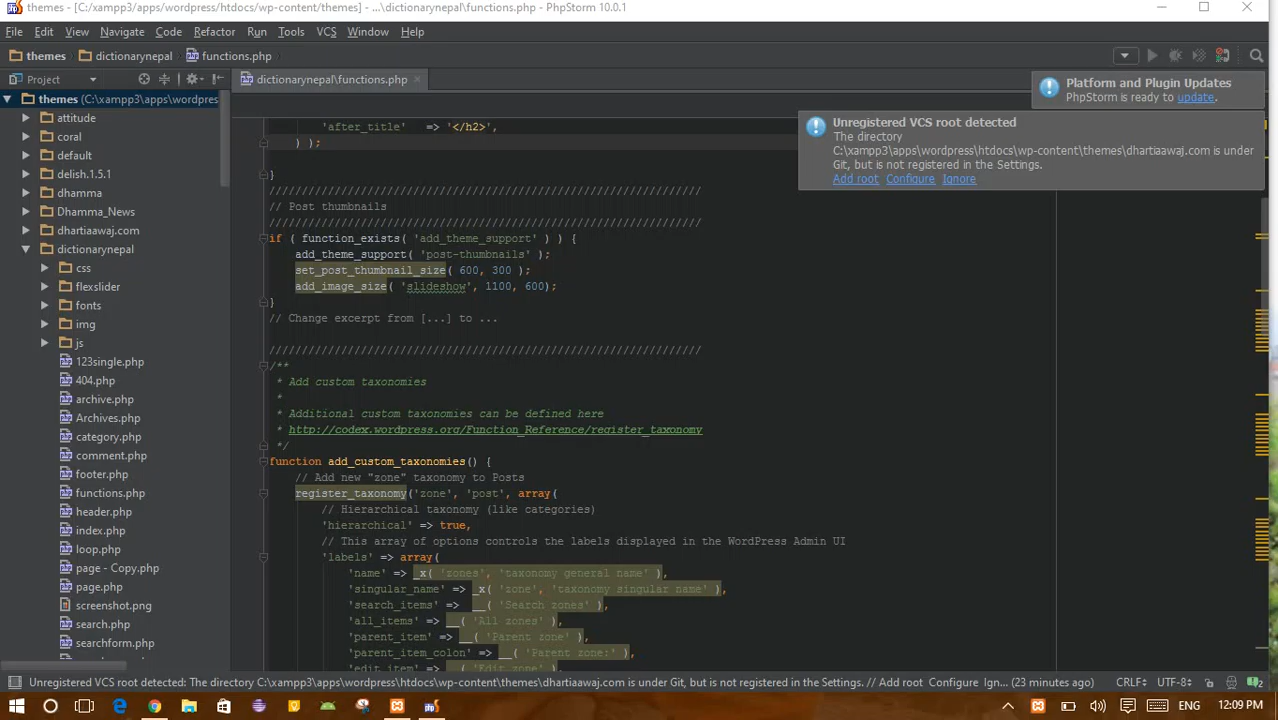 themes - [C:/xampp3/apps/wordpress/htdocs/wp-content/themes] - ...\dictionarynepal\functions.php - PhpStorm 10.0.1
File Edit View Navigate Code Refactor Run Tools VCS Window Help
themes dictionarynepal functions.php
Project
dictionarynepal\functions.php
Platform and Plugin Updates
PhpStorm is ready to update.
Unregistered VCS root detected
The directory
C:\xampp3\apps\wordpress\htdocs\wp-content\themes\dhartiaawaj.com is under
Git, but is not registered in the Settings.
Add root Configure Ignore
themes (C:\xampp3\apps\wordpres
attitude
coral
default
delish.1.5.1
dhamma
Dhamma_News
dhartiaawaj.com
dictionarynepal
css
flexslider
fonts
img
js
123single.php
404.php
archive.php
Archives.php
category.php
comment.php
footer.php
functions.php
header.php
index.php
loop.php
page - Copy.php
page.php
screenshot.png
search.php
searchform.php
'after_title' => '</h2>',
) );
}
//////////////////////////////////////////////////////////////////
// Post thumbnails
//////////////////////////////////////////////////////////////////
if ( function_exists( 'add_theme_support' ) ) {
add_theme_support( 'post-thumbnails' );
set_post_thumbnail_size( 600, 300 );
add_image_size( 'slideshow', 1100, 600);
}
// Change excerpt from [...] to ...
//////////////////////////////////////////////////////////////////
/**
* Add custom taxonomies
*
* Additional custom taxonomies can be defined here
* http://codex.wordpress.org/Function_Reference/register_taxonomy
*/
function add_custom_taxonomies() {
// Add new "zone" taxonomy to Posts
register_taxonomy('zone', 'post', array(
// Hierarchical taxonomy (like categories)
'hierarchical' => true,
// This array of options controls the labels displayed in the WordPress Admin UI
'labels' => array(
'name' => _x( 'zones', 'taxonomy general name' ),
'singular_name' => _x( 'zone', 'taxonomy singular name' ),
'search_items' => __( 'Search zones' ),
'all_items' => __( 'All zones' ),
'parent_item' => __( 'Parent zone' ),
'parent_item_colon' => __( 'Parent zone:' ),
'edit_item' => __( 'Edit zone' ),
Unregistered VCS root detected: The directory C:\xampp3\apps\wordpress\htdocs\wp-content\themes\dhartiaawaj.com is under Git, but is not registered in the Settings. // Add root Configure Ign... (23 minutes ago)
CRLF÷ UTF-8÷
ENG 12:09 PM